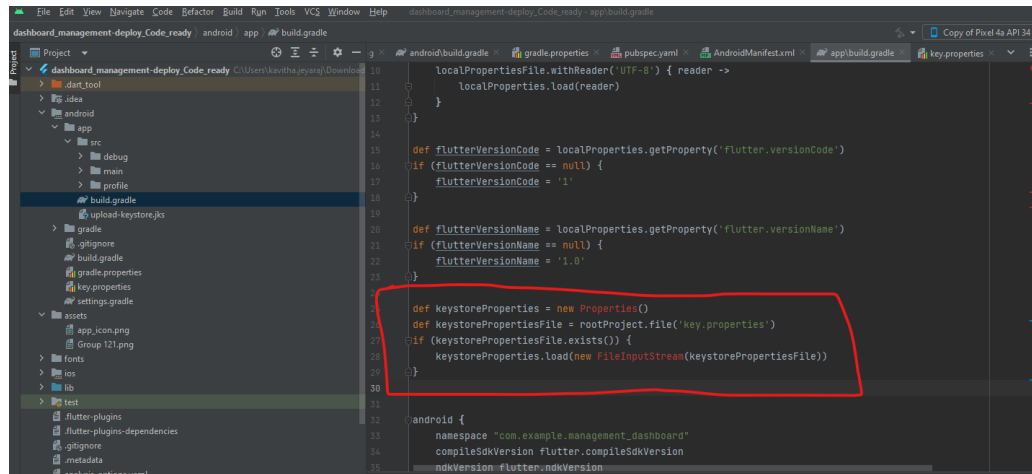 File Edit View Navigate Code Refactor Build Run Tools VCS Window Help dashboard_management-deploy_Code_ready - app\build.gradle
dashboard_management-deploy_Code_ready android app build.gradle Copy of Pixel 4a API 34
Project
android\build.gradle gradle.properties pubspec.yaml AndroidManifest.xml app\build.gradle key.properties
dashboard_management-deploy_Code_ready C:\Users\kavitha.jeyaraj\Download
.dart_tool
.idea
android
app
src
debug
main
profile
build.gradle
upload-keystore.jks
gradle
.gitignore
build.gradle
gradle.properties
key.properties
settings.gradle
assets
app_icon.png
Group 121.png
fonts
ios
lib
test
.flutter-plugins
.flutter-plugins-dependencies
.gitignore
.metadata
10 localPropertiesFile.withReader('UTF-8') { reader ->
11 localProperties.load(reader)
12 }
13 }
14
15 def flutterVersionCode = localProperties.getProperty('flutter.versionCode')
16 if (flutterVersionCode == null) {
17 flutterVersionCode = '1'
18 }
19
20 def flutterVersionName = localProperties.getProperty('flutter.versionName')
21 if (flutterVersionName == null) {
22 flutterVersionName = '1.0'
23 }
def keystoreProperties = new Properties()
def keystorePropertiesFile = rootProject.file('key.properties')
if (keystorePropertiesFile.exists()) {
28 keystoreProperties.load(new FileInputStream(keystorePropertiesFile))
29 }
30
31
32 android {
33 namespace "com.example.management_dashboard"
34 compileSdkVersion flutter.compileSdkVersion
35 ndkVersion flutter.ndkVersion